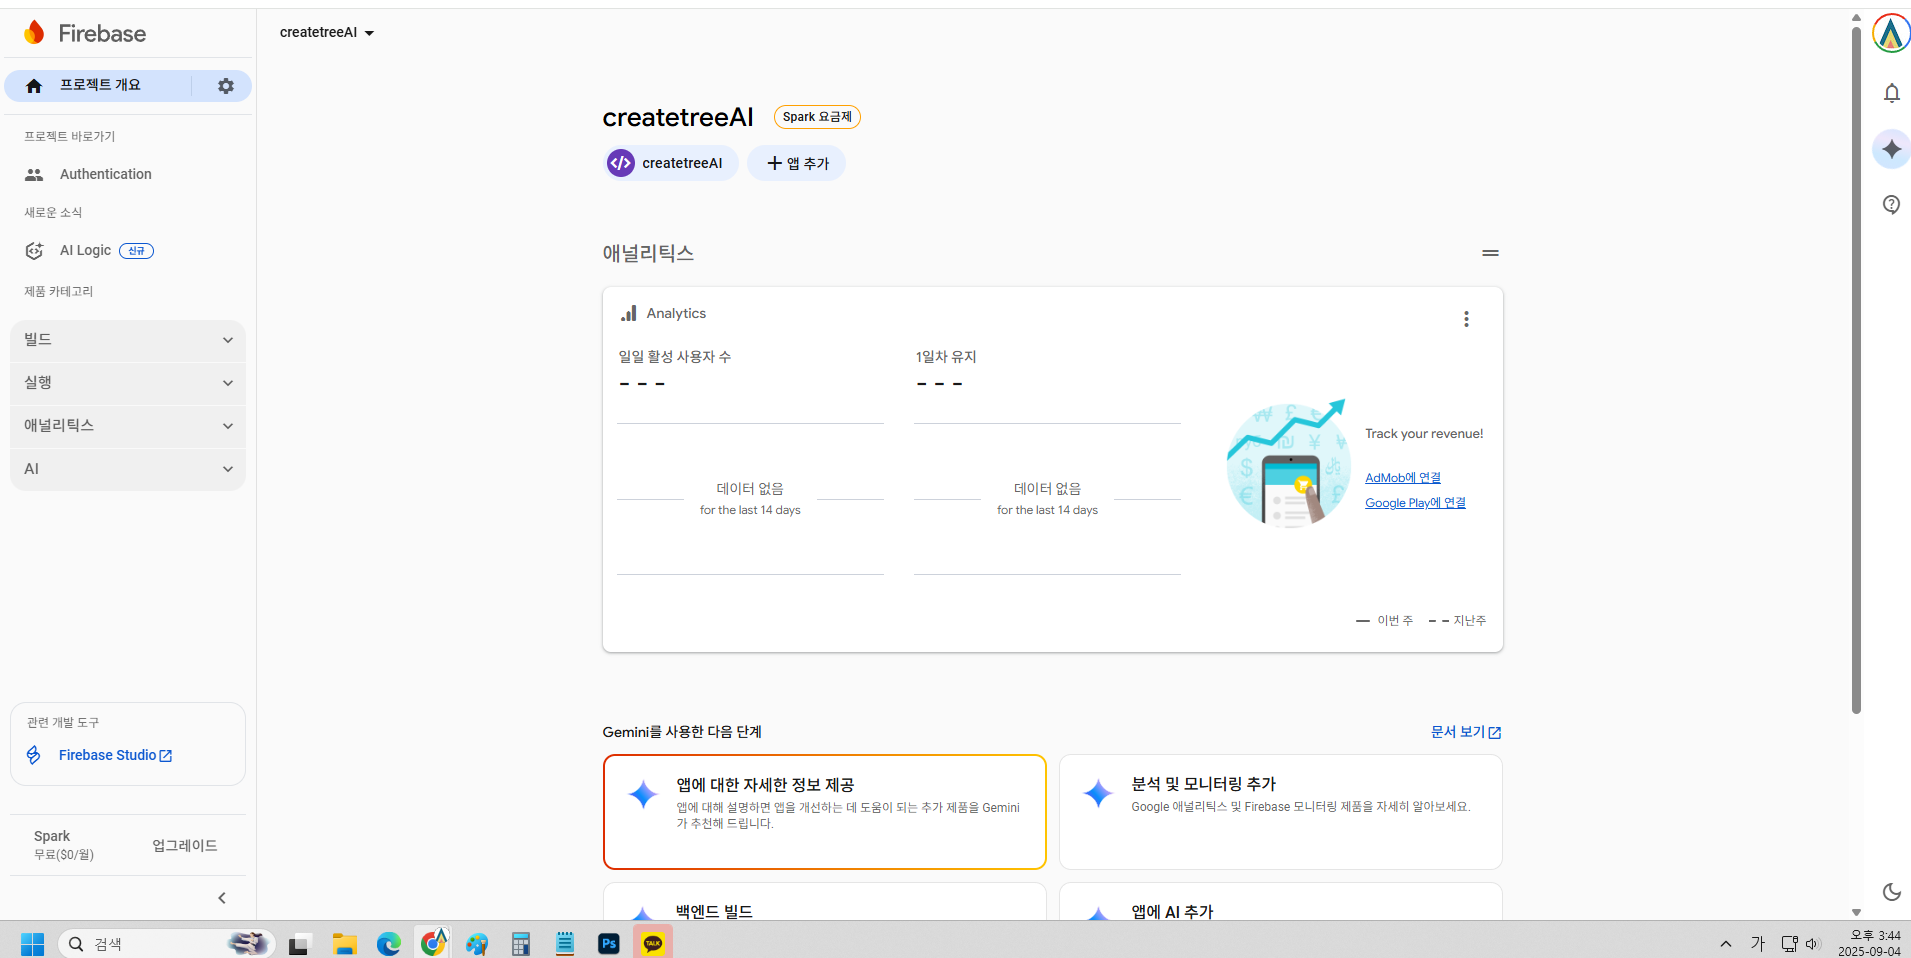 Firebase
createtreeAI
프로젝트 개요
프로젝트 바로가기
Authentication
새로운 소식
AI Logic 신규
제품 카테고리
빌드
실행
애널리틱스
AI
관련 개발 도구
Firebase Studio
Spark
무료($0/월)
업그레이드
createtreeAI Spark 요금제
createtreeAI + 앱 추가
애널리틱스
Analytics
일일 활성 사용자 수
- - -
데이터 없음
for the last 14 days
1일차 유지
- - -
데이터 없음
for the last 14 days
Track your revenue!
AdMob에 연결
Google Play에 연결
이번 주 지난주
Gemini를 사용한 다음 단계 문서 보기
앱에 대한 자세한 정보 제공
앱에 대해 설명하면 앱을 개선하는 데 도움이 되는 추가 제품을 Gemini
가 추천해 드립니다.
분석 및 모니터링 추가
Google 애널리틱스 및 Firebase 모니터링 제품을 자세히 알아보세요.
백엔드 빌드
앱에 AI 추가
검색
Ps
TALK
가
오후 3:44
2025-09-04